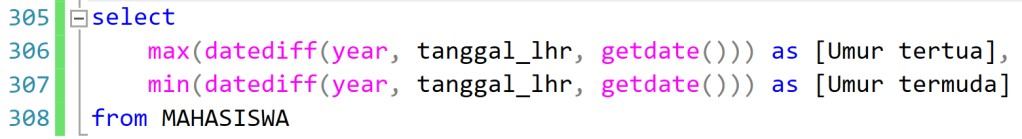 305 select
306 max(datediff(year, tanggal_lhr, getdate())) as [Umur tertua],
307 min(datediff(year, tanggal_lhr, getdate())) as [Umur termuda]
308 from MAHASISWA